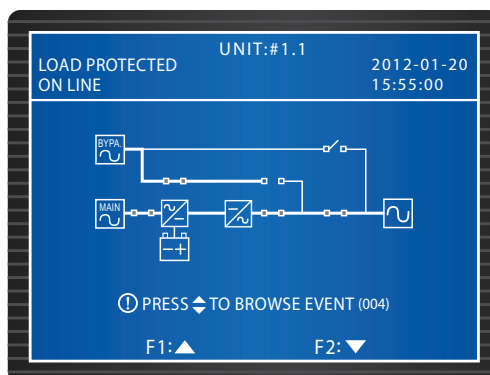 UNIT:#1.1
LOAD PROTECTED
ON LINE
2012-01-20
15:55:00
BYPA.
MAIN
PRESS TO BROWSE EVENT (004)
F1:▲ F2:▼